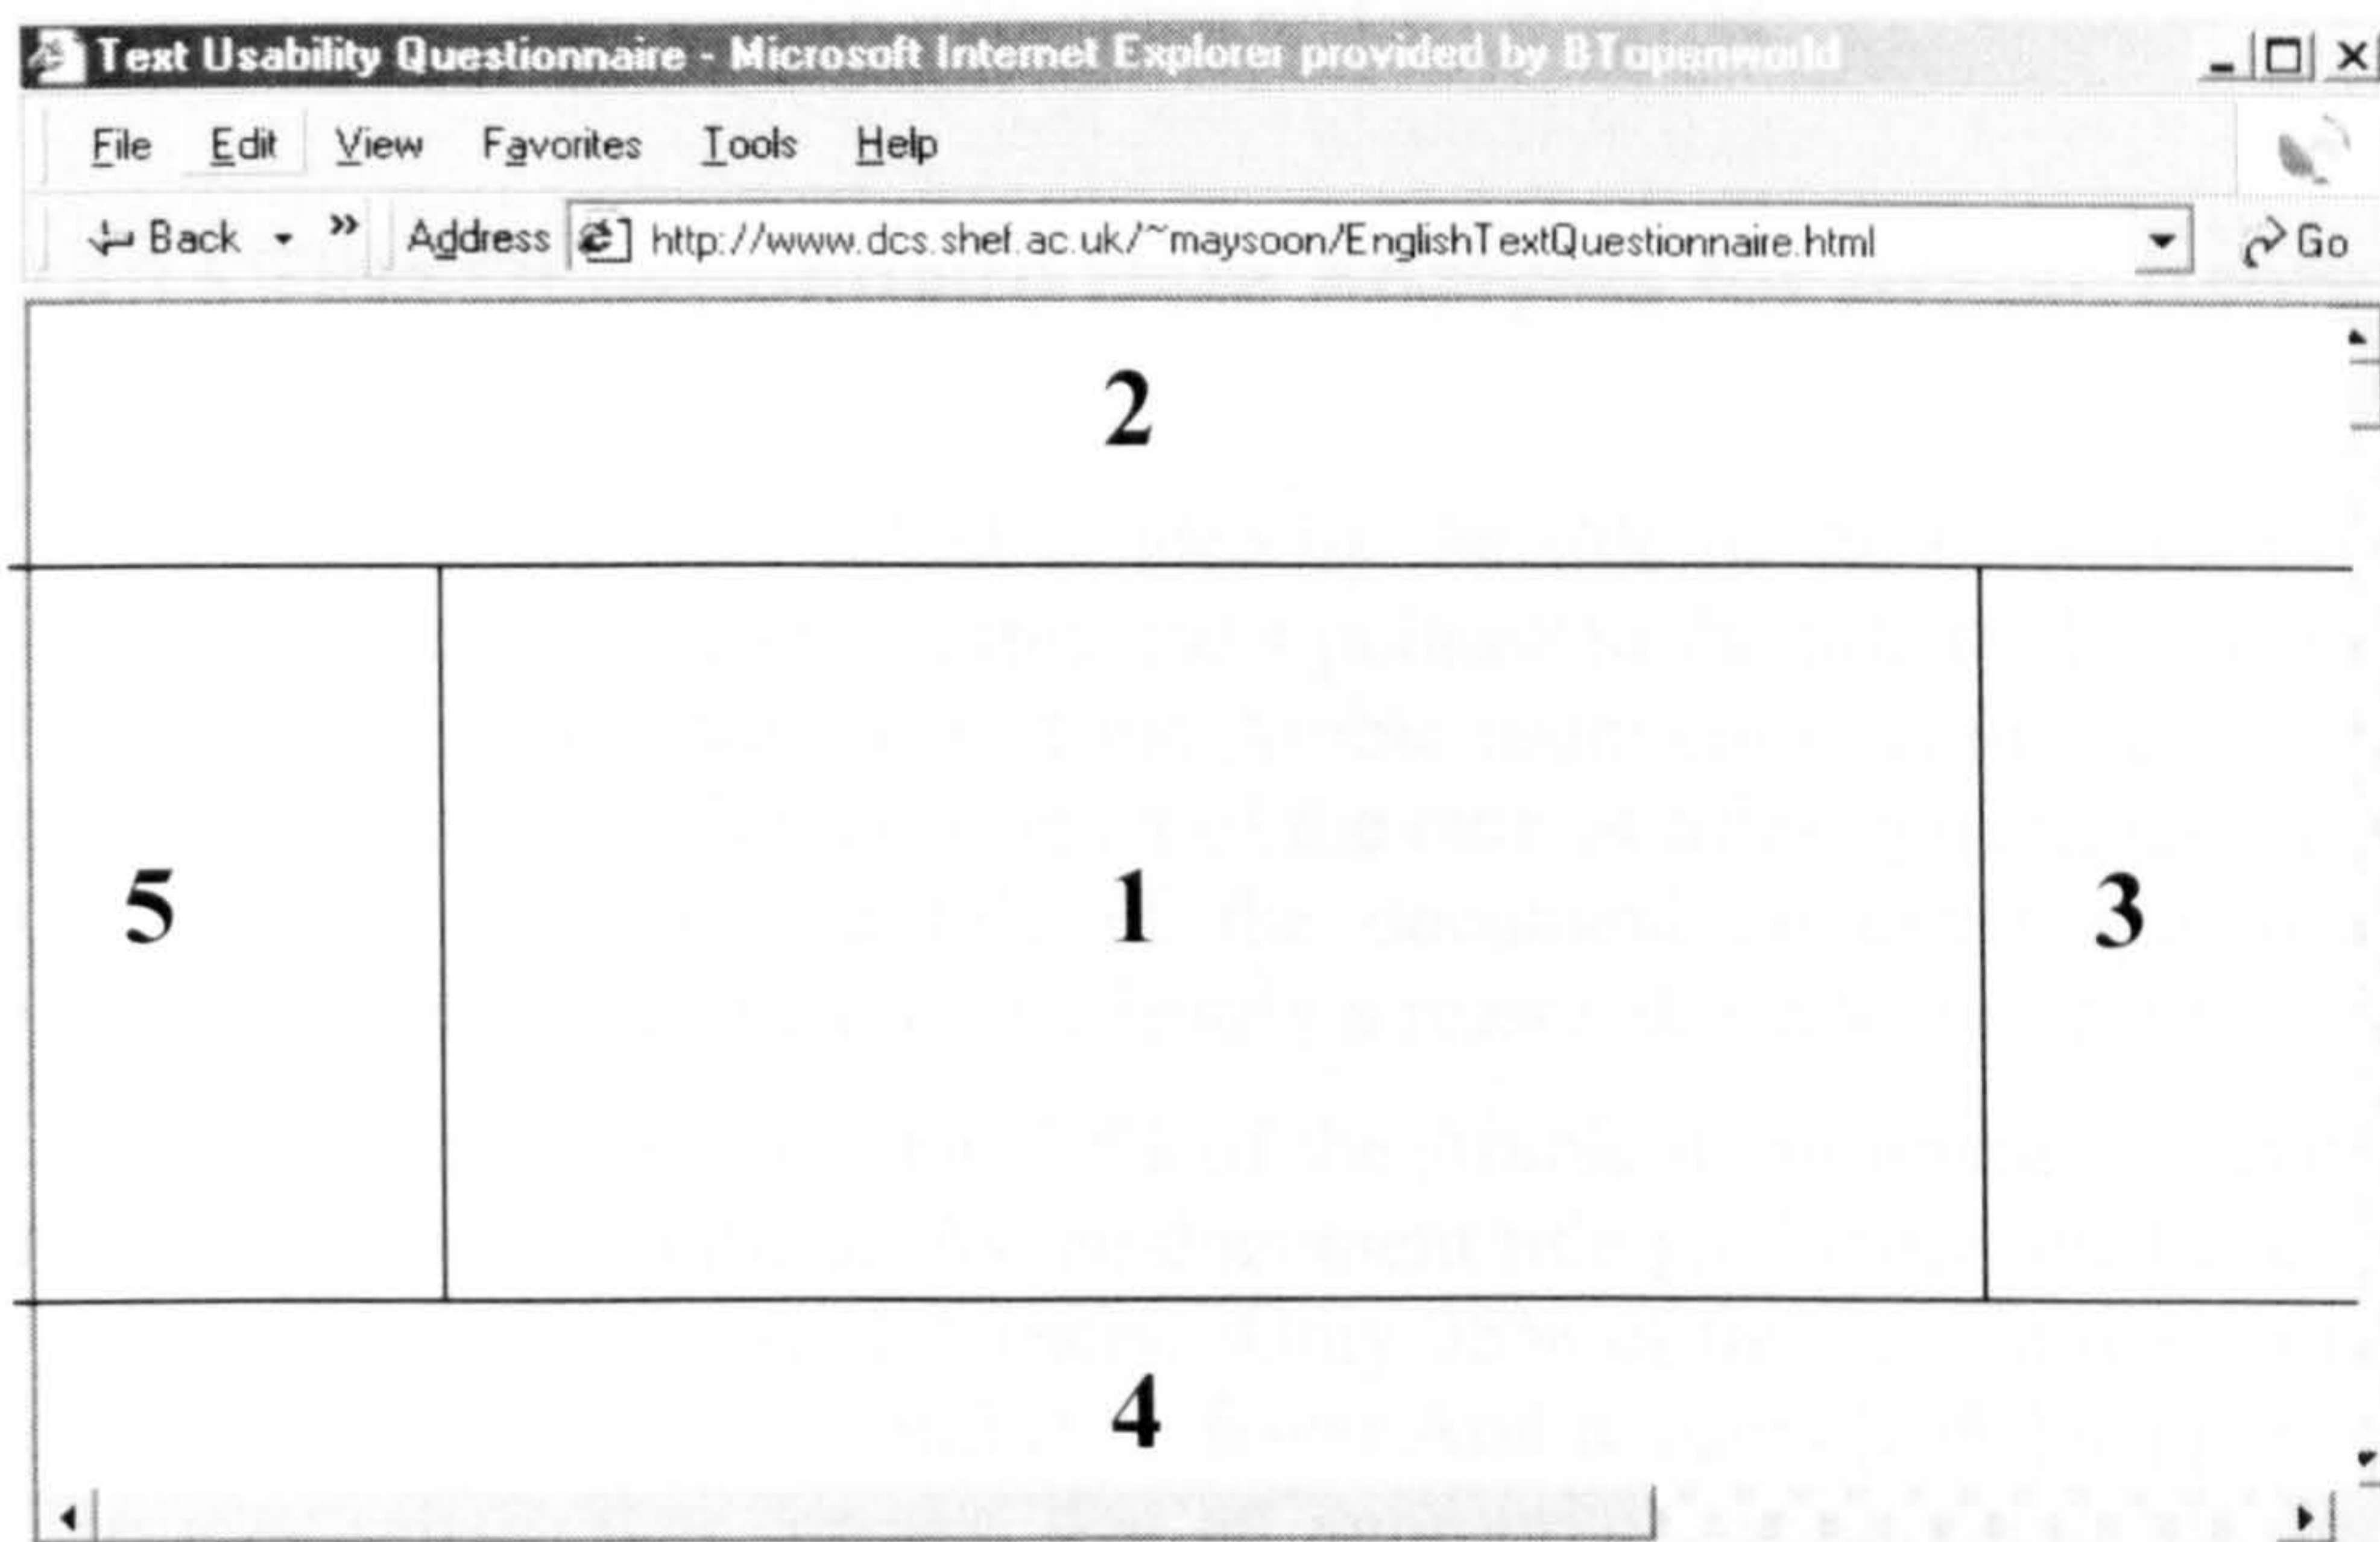 Text Usability Questionnaire - Microsoft Internet Explorer provided by BTopenworld
File Edit View Favorites Tools Help
Back » Address http://www.dcs.shef.ac.uk/~maysoon/EnglishTextQuestionnaire.html Go
2
5 1 3
4